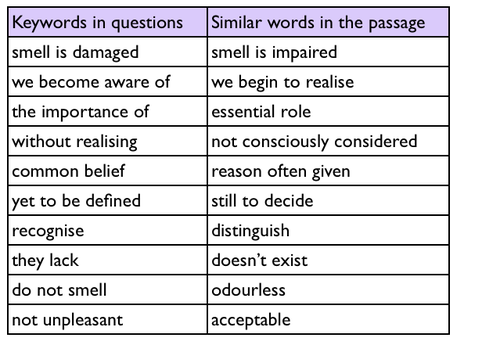 Keywords in questions Similar words in the passage
smell is damaged smell is impaired
we become aware of we begin to realise
the importance of essential role
without realising not consciously considered
common belief reason often given
yet to be defined still to decide
recognise distinguish
they lack doesn't exist
do not smell odourless
not unpleasant acceptable